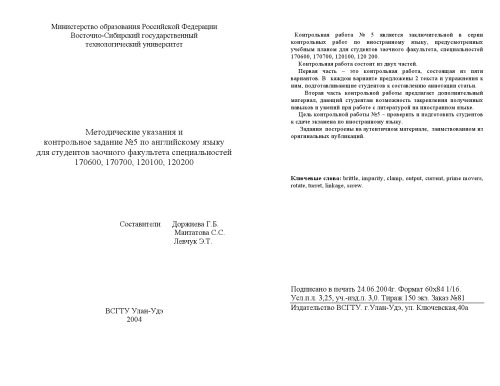 Министерство образования Российской Федерации
Восточно-Сибирский государственный
технологический университет
Методические указания и
контрольное задание №5 по английскому языку
для студентов заочного факультета специальностей
170600, 170700, 120100, 120200
Составители Доржиева Г.Б.
Мантатова С.С.
Левчук Э.Т.
ВСГТУ Улан-Удэ
2004
Контрольная работа № 5 является заключительной в серии
контрольных работ по иностранному языку, предусмотренных
учебным планом для студентов заочного факультета, специальностей
170600, 170700, 120100, 120 200.
Контрольная работа состоит из двух частей.
Первая часть – это контрольная работа, состоящая из пяти
вариантов. В каждом варианте предложены 2 текста и упражнения к
ним, подготавливающие студентов к составлению аннотации статьи.
Вторая часть контрольной работы предлагает дополнительный
материал, дающий студентам возможность закрепления полученных
навыков и умений при работе с литературой на иностранном языке.
Цель контрольной работы №5 – проверить и подготовить студентов
к сдаче экзамена по иностранному языку.
Задания построены на аутентичном материале, заимствованном из
оригинальных публикаций.
Ключевые слова: brittle, impurity, clamp, output, current, prime movers,
rotate, turret, linkage, screw.
Подписано в печать 24.06.2004г. Формат 60х84 1/16.
Усл.п.л. 3,25, уч.-изд.л. 3,0. Тираж 150 экз. Заказ №81
Издательство ВСГТУ. г.Улан-Удэ, ул. Ключевская,40а